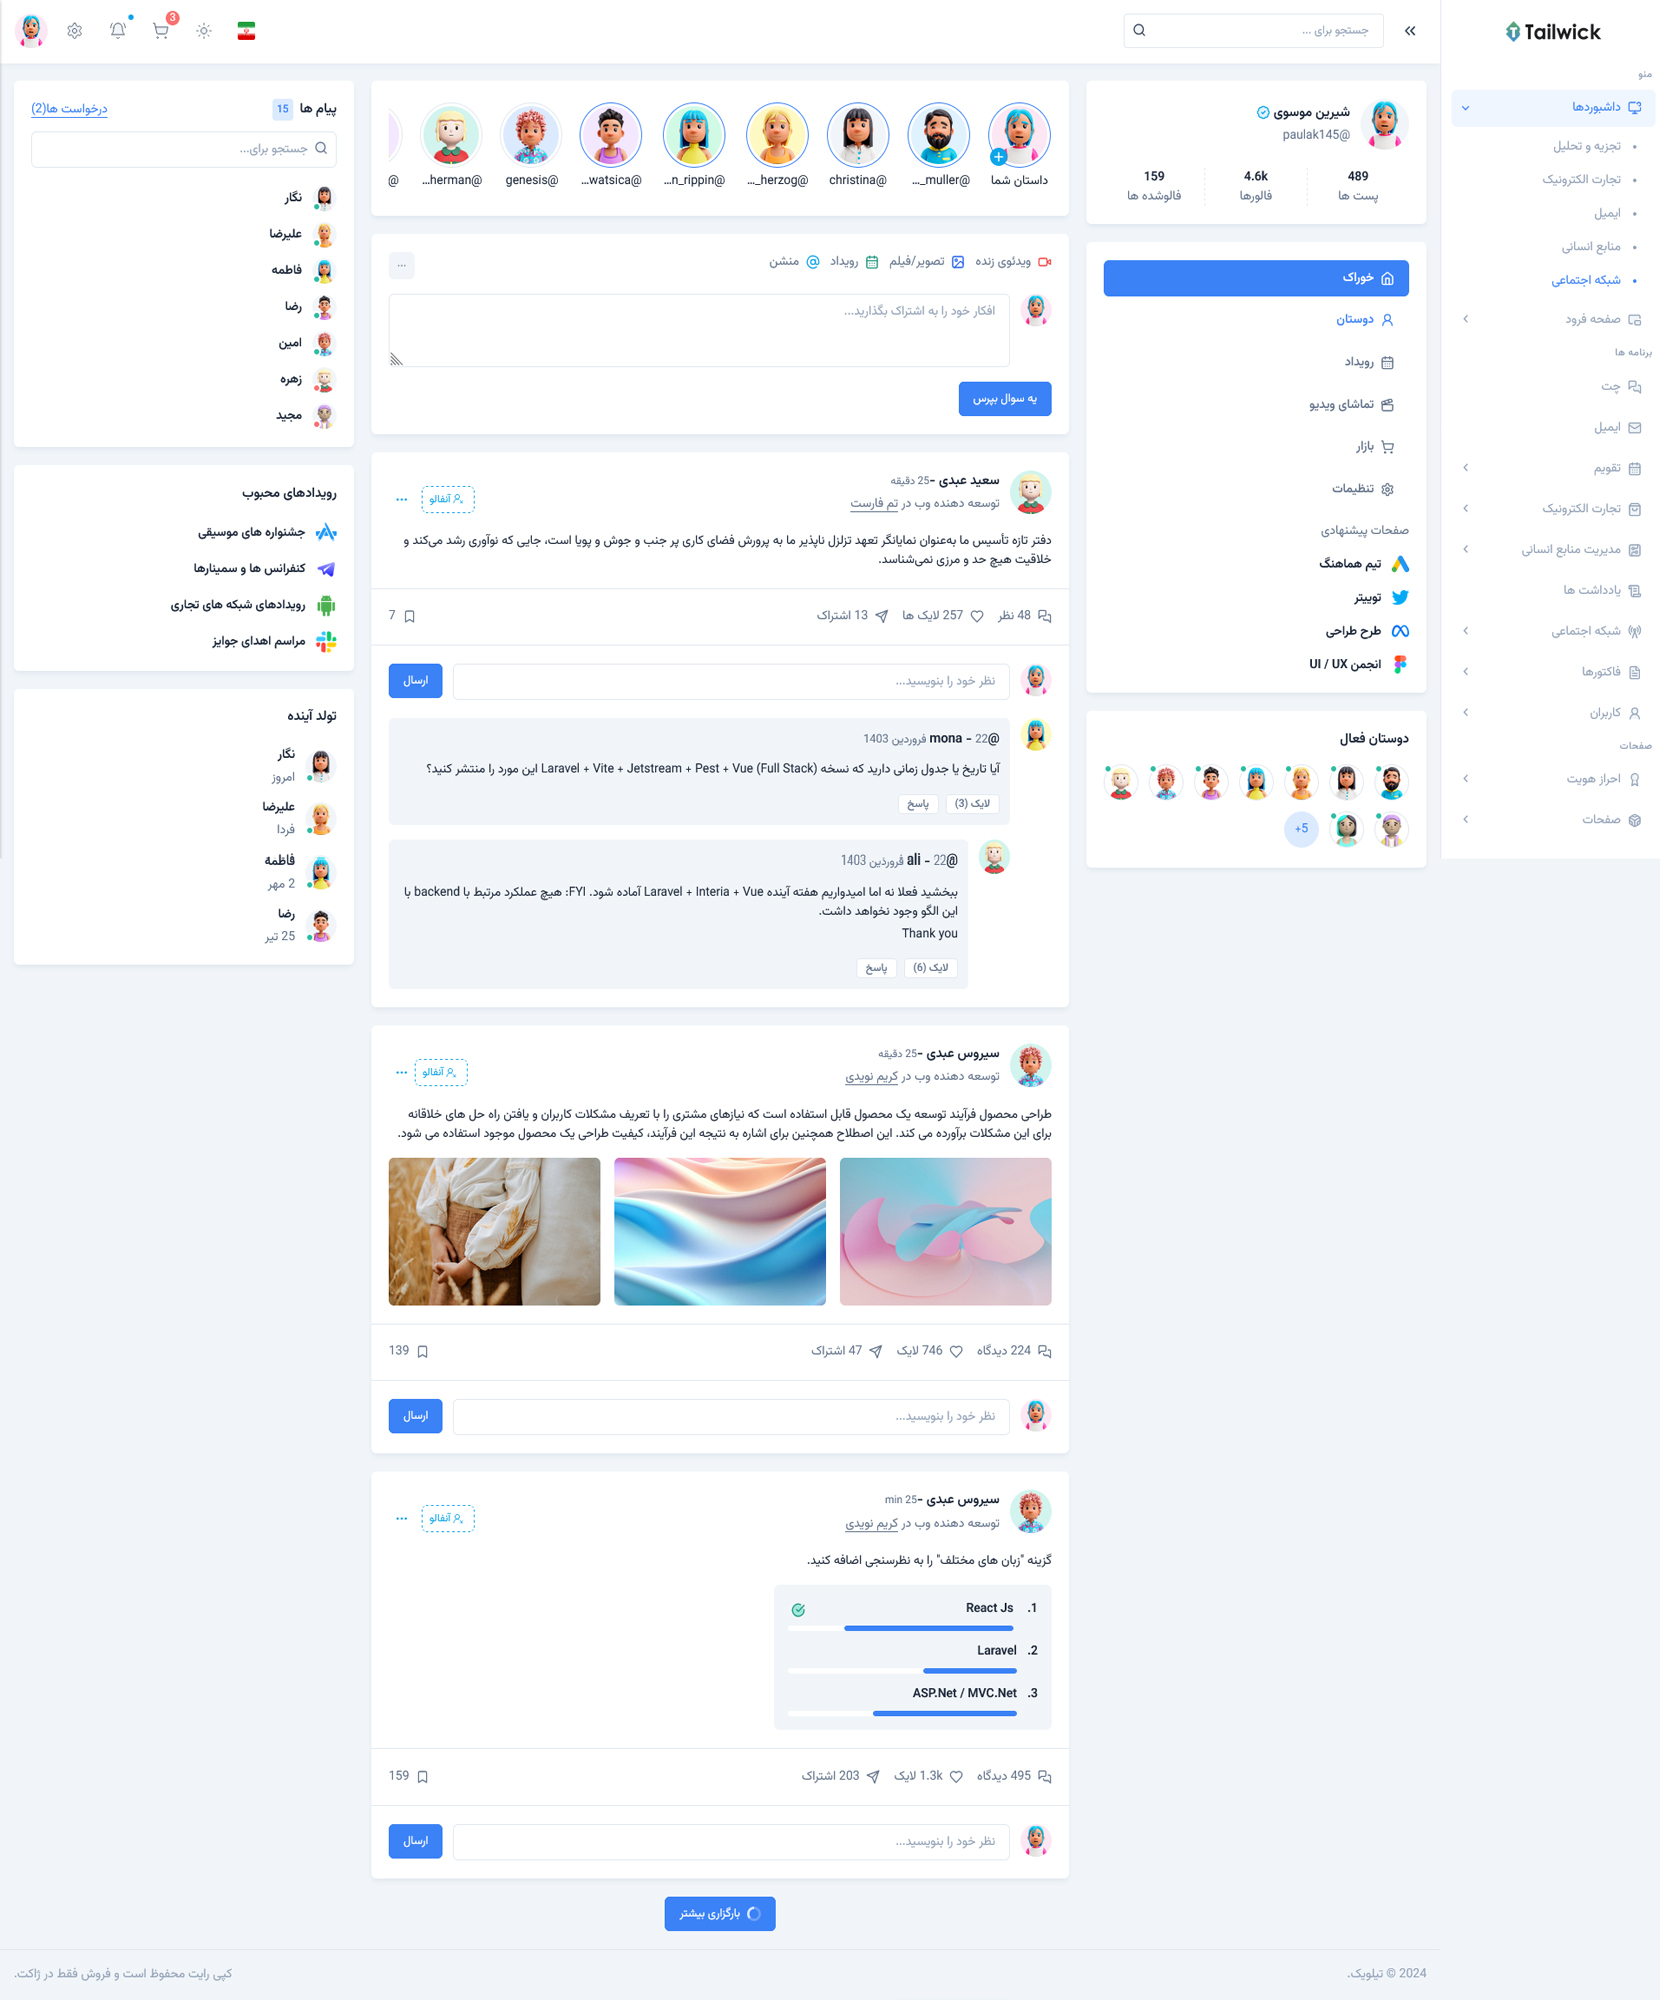 Tailwick
منو
داشبوردها
تجزیه و تحلیل
تجارت الکترونیک
ایمیل
منابع انسانی
شبکه اجتماعی
صفحه فرود
برنامه ها
چت
ایمیل
تقویم
تجارت الکترونیک
مدیریت منابع انسانی
یادداشت ها
شبکه اجتماعی
فاکتورها
کاربران
صفحات
احراز هویت
صفحات
جستجو برای ...
3
شیرین موسوی
@paulak145
489
پست ها
4.6k
فالورها
159
فالوشده ها
خوراک
دوستان
رویداد
تماشای ویدیو
بازار
تنظیمات
صفحات پیشنهادی
تیم هماهنگ
توییتر
طرح طراحی
انجمن UI / UX
دوستان فعال
+5
داستان شما
@muller_...
@christina
@herzog_...
@n_rippin...
@watsica...
@genesis
@herman...
@
ویدئوی زنده
تصویر/فیلم
رویداد
منشن
...
افکار خود را به اشتراک بگذارید...
یه سوال بپرس
سعید عبدی -25 دقیقه
توسعه دهنده وب در تم فارست
آنفالو
دفتر تازه تأسیس ما به‌عنوان نمایانگر تعهد تزلزل ناپذیر ما به پرورش فضای کاری پر جنب و جوش و پویا است، جایی که نوآوری رشد می‌کند و
خلاقیت هیچ حد و مرزی نمی‌شناسد.
48 نظر
257 لایک ها
13 اشتراک
7
نظر خود را بنویسید...
ارسال
@mona - 22 فروردین 1403
آیا تاریخ یا جدول زمانی دارید که نسخه Laravel + Vite + Jetstream + Pest + Vue (Full Stack) این مورد را منتشر کنید؟
لایک (3)
پاسخ
@ali - 22 فروردین 1403
ببخشید فعلا نه اما امیدواریم هفته آینده Laravel + Interia + Vue آماده شود. FYI: هیچ عملکرد مرتبط با backend با
این الگو وجود نخواهد داشت.
Thank you
لایک (6)
پاسخ
سیروس عبدی -25 دقیقه
توسعه دهنده وب در کریم نویدی
آنفالو
طراحی محصول فرآیند توسعه یک محصول قابل استفاده است که نیازهای مشتری را با تعریف مشکلات کاربران و یافتن راه حل های خلاقانه
برای این مشکلات برآورده می کند. این اصطلاح همچنین برای اشاره به نتیجه این فرآیند، کیفیت طراحی یک محصول موجود استفاده می شود.
224 دیدگاه
746 لایک
47 اشتراک
139
نظر خود را بنویسید...
ارسال
سیروس عبدی -25 min
توسعه دهنده وب در کریم نویدی
آنفالو
گزینه "زبان های مختلف" را به نظرسنجی اضافه کنید.
1. React Js
2. Laravel
3. ASP.Net / MVC.Net
495 دیدگاه
1.3k لایک
203 اشتراک
159
نظر خود را بنویسید...
ارسال
بارگزاری بیشتر
پیام ها 15
درخواست ها(2)
جستجو برای...
نگار
علیرضا
فاطمه
رضا
امین
زهره
مجید
رویدادهای محبوب
جشنواره های موسیقی
کنفرانس ها و سمینارها
رویدادهای شبکه های تجاری
مراسم اهدای جوایز
تولد آینده
نگار
امروز
علیرضا
فردا
فاطمه
2 مهر
رضا
25 تیر
2024 © تیلویک.
کپی رایت محفوظ است و فروش فقط در ژاکت.